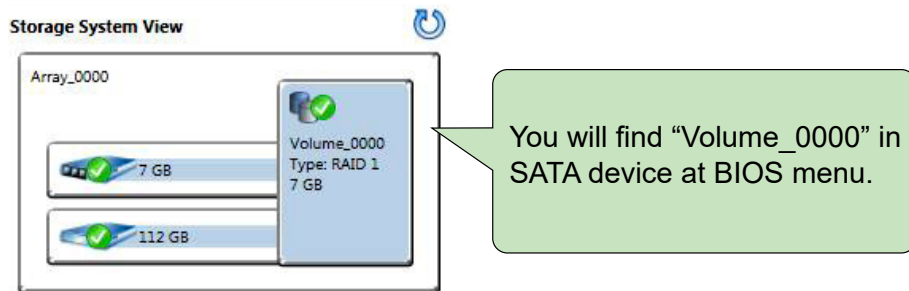 Storage System View
Array_0000
Volume_0000
Type: RAID 1
7 GB
7 GB
112 GB
You will find “Volume_0000” in
SATA device at BIOS menu.